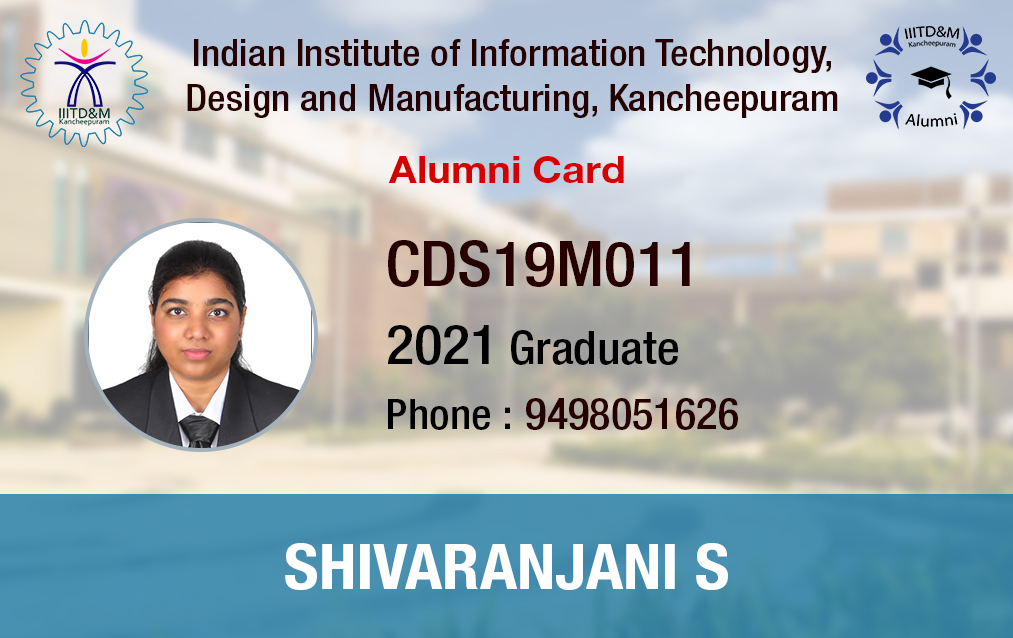 IIITD&M
Kancheepuram
Indian Institute of Information Technology,
Design and Manufacturing, Kancheepuram
IIITD&M
Kancheepuram
Alumni
Alumni Card
CDS19M011
2021 Graduate
Phone : 9498051626
SHIVARANJANI S